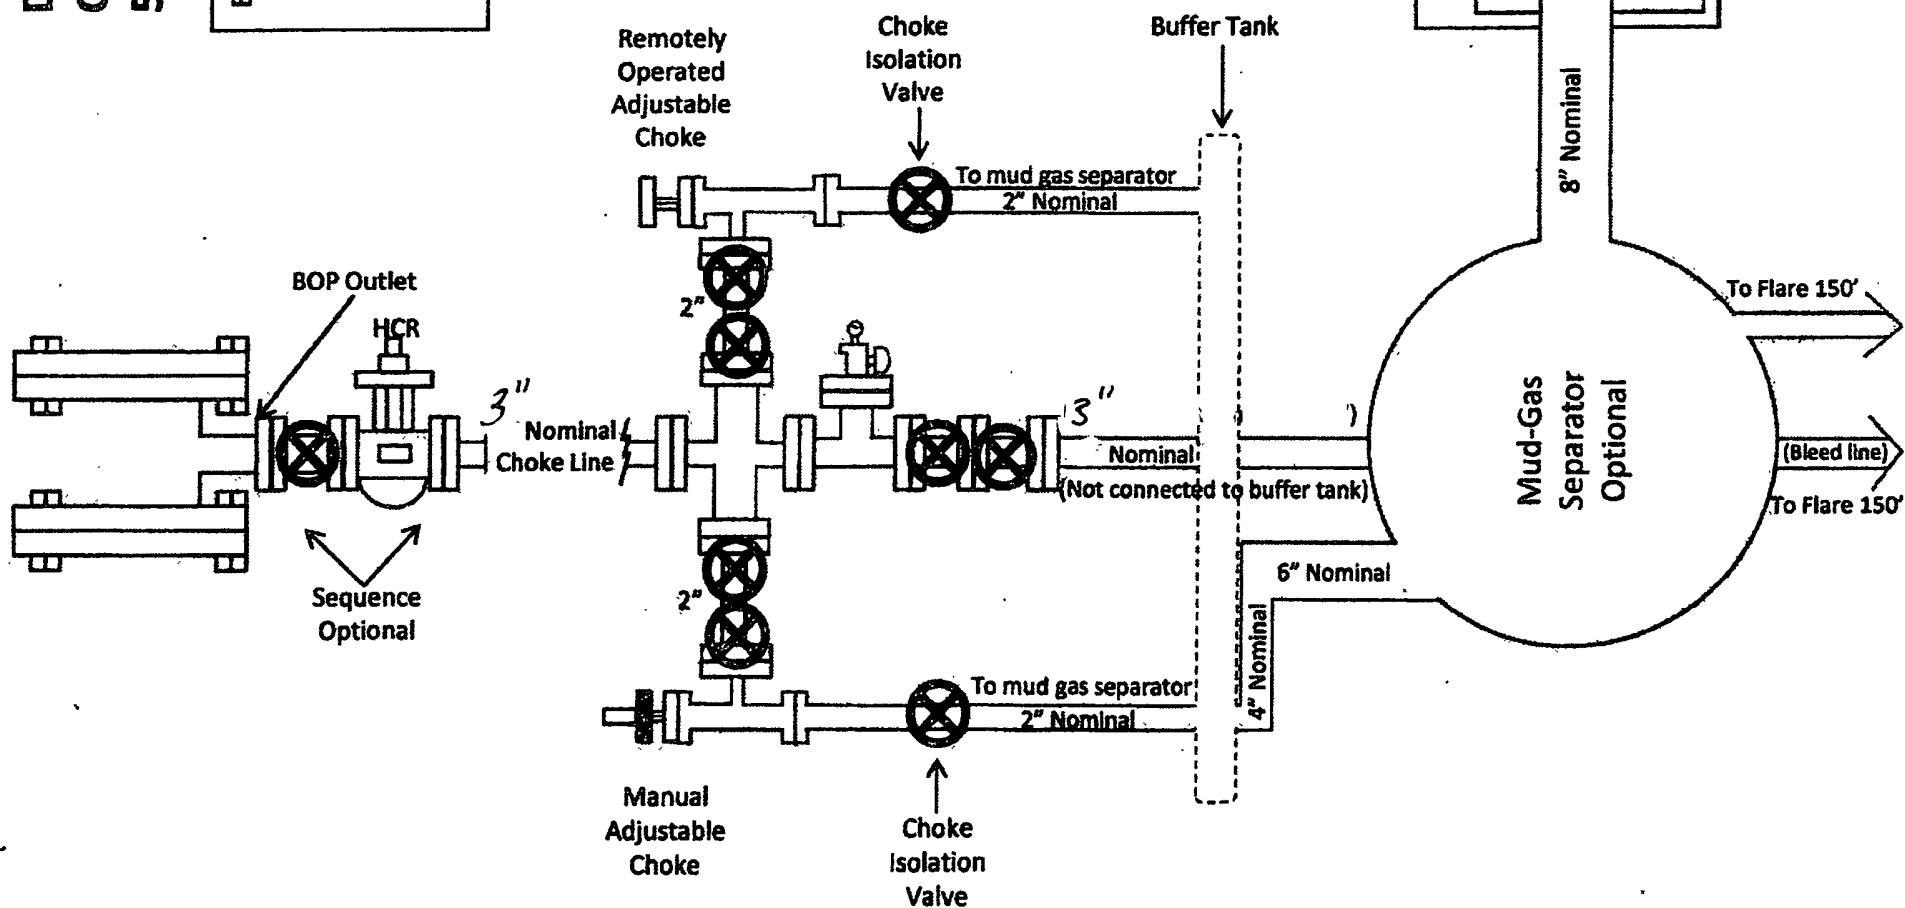 Remotely
Operated
Adjustable
Choke
Choke
Isolation
Valve
Buffer Tank
8" Nominal
To mud gas separator
2" Nominal
BOP Outlet
HCR
2"
To Flare 150'
3"
Nominal
Choke Line
3"
Nominal
(Not connected to buffer tank)
Mud-Gas
Separator
Optional
(Bleed line)
To Flare 150'
Sequence
Optional
2"
6" Nominal
4" Nominal
To mud gas separator
2" Nominal
Manual
Adjustable
Choke
Choke
Isolation
Valve